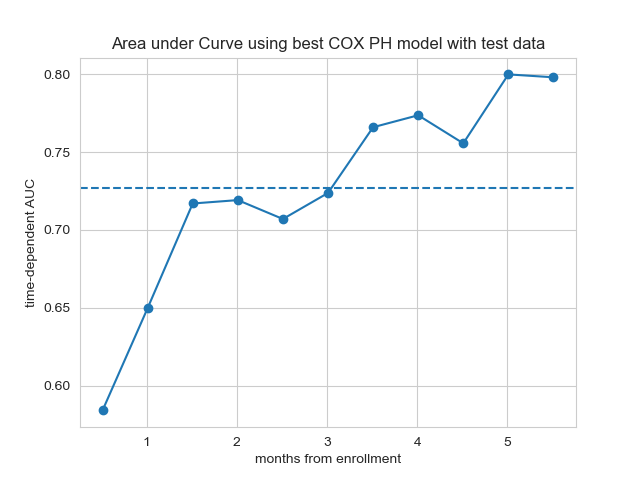 Area under Curve using best COX PH model with test data
0.80
0.75
0.70
0.65
0.60
time-dependent AUC
1 2 3 4 5
months from enrollment